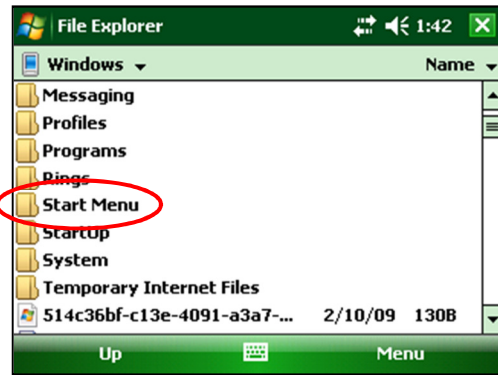 File Explorer 1:42
Windows Name
Messaging
Profiles
Programs
Rings
Start Menu
StartUp
System
Temporary Internet Files
514c36bf-c13e-4091-a3a7-... 2/10/09 130B
Up Menu